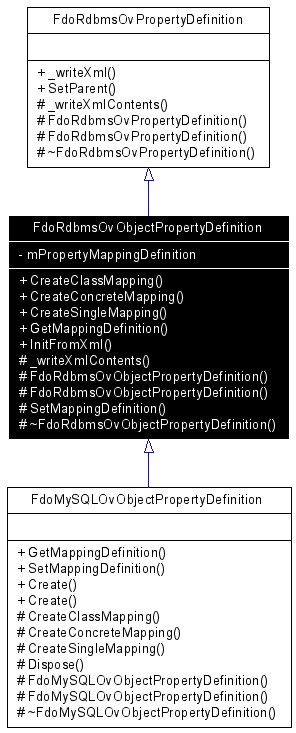 FdoRdbmsOvPropertyDefinition
+ _writeXml()
+ SetParent()
# _writeXmlContents()
# FdoRdbmsOvPropertyDefinition()
# FdoRdbmsOvPropertyDefinition()
# ~FdoRdbmsOvPropertyDefinition()
FdoRdbmsOvObjectPropertyDefinition
- mPropertyMappingDefinition
+ CreateClassMapping()
+ CreateConcreteMapping()
+ CreateSingleMapping()
+ GetMappingDefinition()
+ InitFromXml()
# _writeXmlContents()
# FdoRdbmsOvObjectPropertyDefinition()
# FdoRdbmsOvObjectPropertyDefinition()
# SetMappingDefinition()
# ~FdoRdbmsOvObjectPropertyDefinition()
FdoMySQLOvObjectPropertyDefinition
+ GetMappingDefinition()
+ SetMappingDefinition()
+ Create()
+ Create()
# CreateClassMapping()
# CreateConcreteMapping()
# CreateSingleMapping()
# Dispose()
# FdoMySQLOvObjectPropertyDefinition()
# FdoMySQLOvObjectPropertyDefinition()
# ~FdoMySQLOvObjectPropertyDefinition()